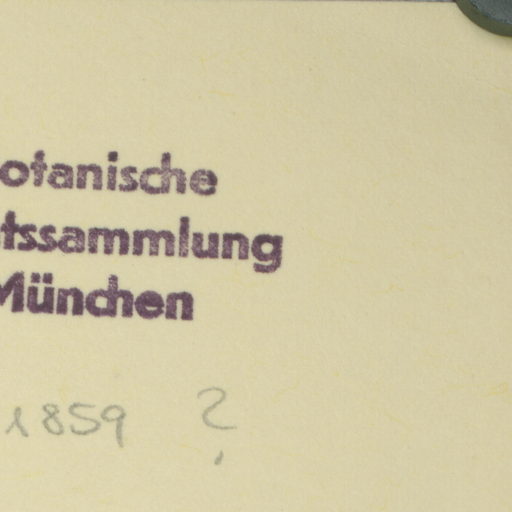 otanische
tssammlung
München
1859 ?